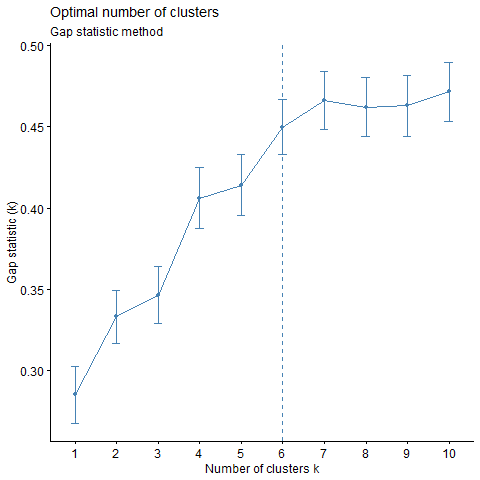 Optimal number of clusters
Gap statistic method
0.50
0.45
0.40
0.35
0.30
Gap statistic (k)
1 2 3 4 5 6 7 8 9 10
Number of clusters k